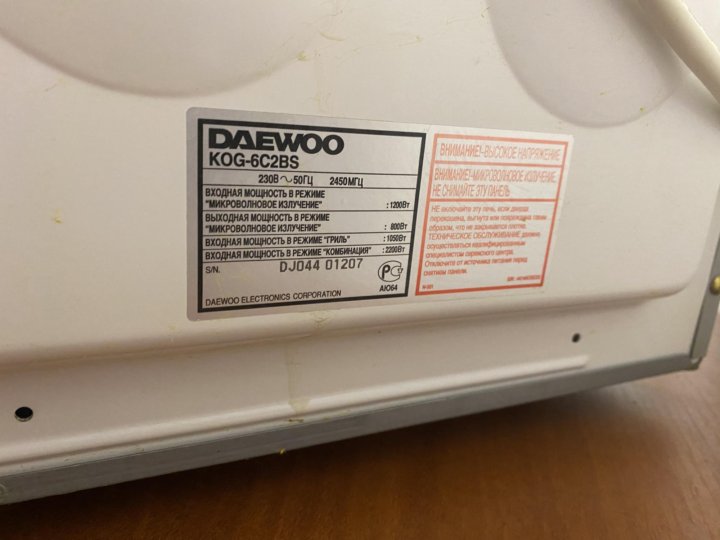 DAEWOO
KOG-6C2BS
230В ~ 50ГЦ 2450МГЦ
ВХОДНАЯ МОЩНОСТЬ В РЕЖИМЕ
"МИКРОВОЛНОВОЕ ИЗЛУЧЕНИЕ" : 1200Вт
ВЫХОДНАЯ МОЩНОСТЬ В РЕЖИМЕ
"МИКРОВОЛНОВОЕ ИЗЛУЧЕНИЕ" : 800Вт
ВХОДНАЯ МОЩНОСТЬ В РЕЖИМЕ "ГРИЛЬ" : 1050Вт
ВХОДНАЯ МОЩНОСТЬ В РЕЖИМЕ "КОМБИНАЦИЯ" : 2200Вт
S/N. DJ044 01207
РСТ
АЮ64
DAEWOO ELECTRONICS CORPORATION
ВНИМАНИЕ!-ВЫСОКОЕ НАПРЯЖЕНИЕ
ВНИМАНИЕ!-МИКРОВОЛНОВОЕ ИЗЛУЧЕНИЕ,
НЕ СНИМАЙТЕ ЭТУ ПАНЕЛЬ
НЕ включайте эту печь, если дверца
перекошена, выгнута или повреждена таким
образом, что не закрывается плотно.
ТЕХНИЧЕСКОЕ ОБСЛУЖИВАНИЕ должно
осуществляться квалифицированным
специалистом сервисного центра.
Отключите от источника питания перед
снятием панели.